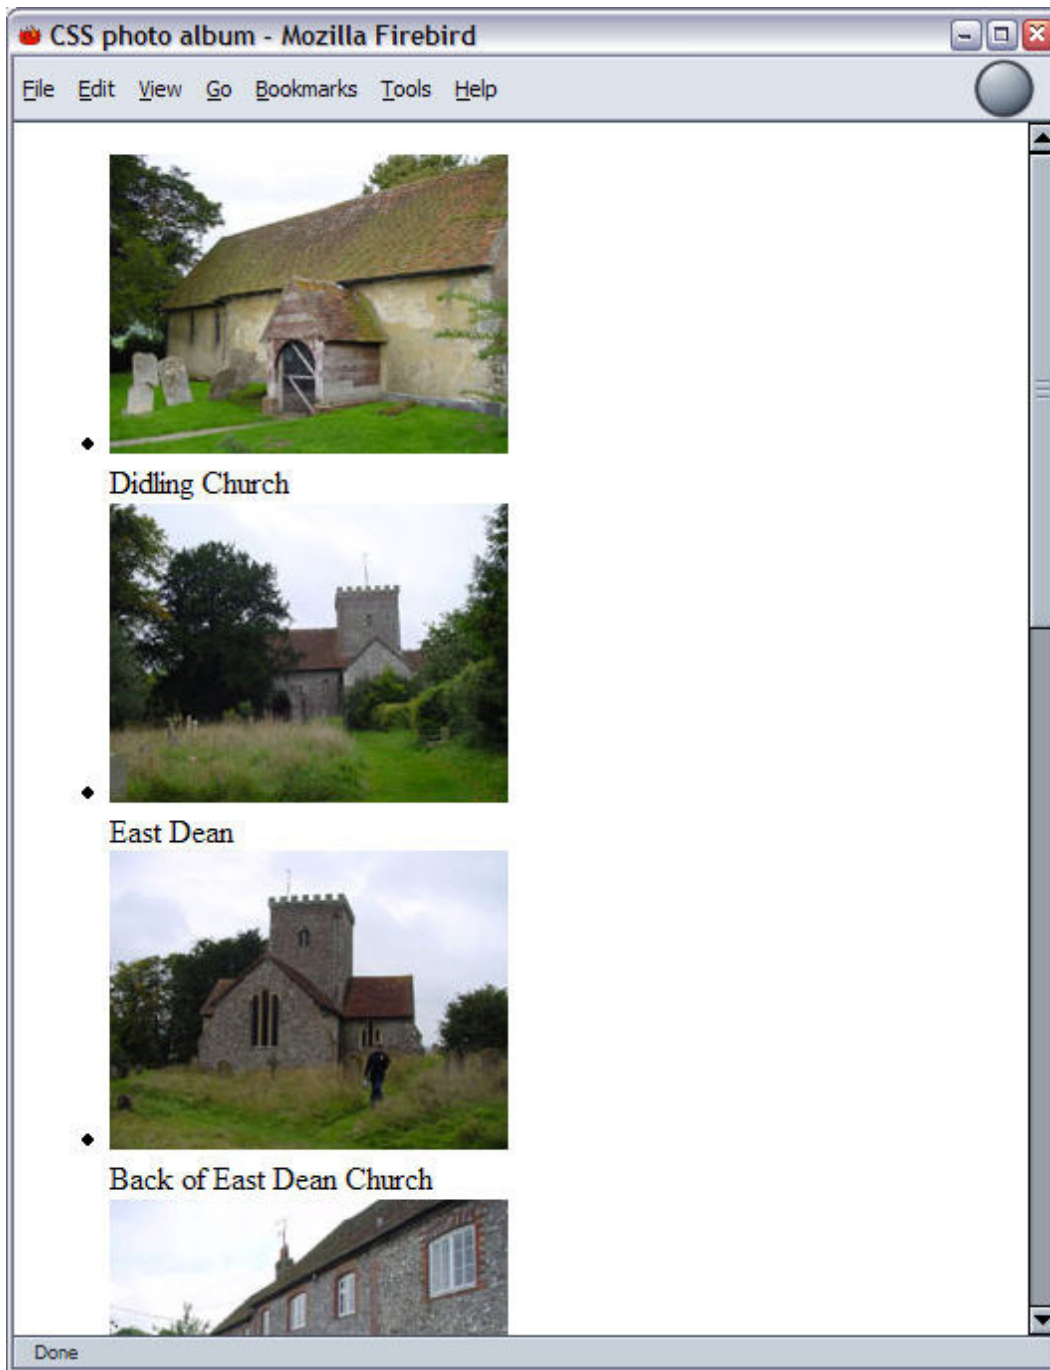 CSS photo album - Mozilla Firebird
File Edit View Go Bookmarks Tools Help
Didling Church
East Dean
Back of East Dean Church
Done